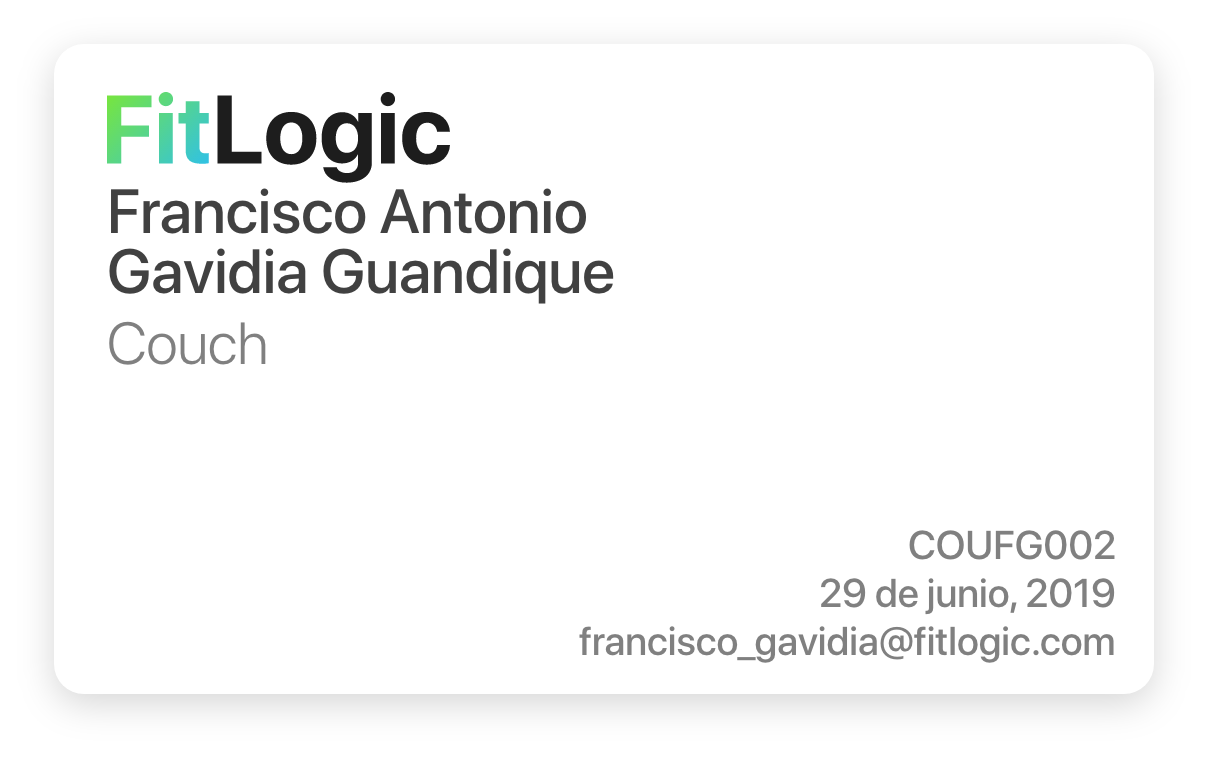 FitLogic
Francisco Antonio
Gavidia Guandique
Couch
COUFG002
29 de junio, 2019
francisco_gavidia@fitlogic.com